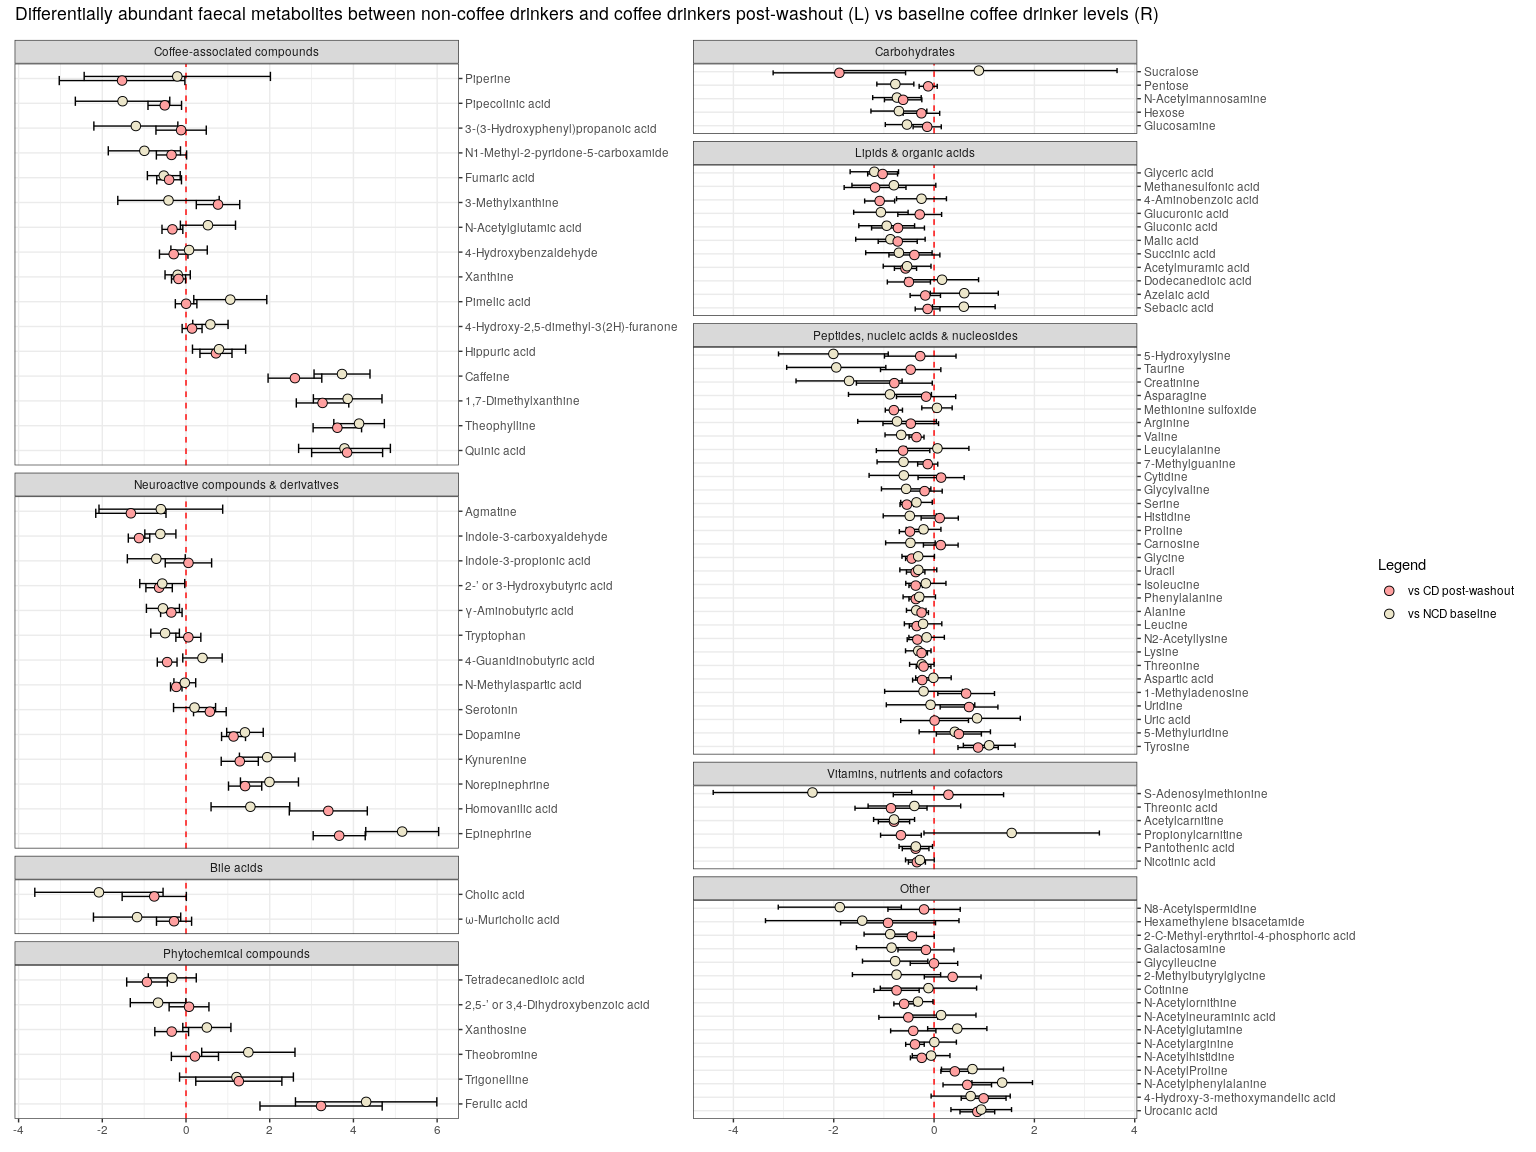 Differentially abundant faecal metabolites between non-coffee drinkers and coffee drinkers post-washout (L) vs baseline coffee drinker levels (R)
Coffee-associated compounds
Piperine
Pipecolinic acid
3-(3-Hydroxyphenyl)propanoic acid
N1-Methyl-2-pyridone-5-carboxamide
Fumaric acid
3-Methylxanthine
N-Acetylglutamic acid
4-Hydroxybenzaldehyde
Xanthine
Pimelic acid
4-Hydroxy-2,5-dimethyl-3(2H)-furanone
Hippuric acid
Caffeine
1,7-Dimethylxanthine
Theophylline
Quinic acid
Neuroactive compounds & derivatives
Agmatine
Indole-3-carboxyaldehyde
Indole-3-propionic acid
2-' or 3-Hydroxybutyric acid
γ-Aminobutyric acid
Tryptophan
4-Guanidinobutyric acid
N-Methylaspartic acid
Serotonin
Dopamine
Kynurenine
Norepinephrine
Homovanilic acid
Epinephrine
Bile acids
Cholic acid
ω-Muricholic acid
Phytochemical compounds
Tetradecanedioic acid
2,5-' or 3,4-Dihydroxybenzoic acid
Xanthosine
Theobromine
Trigonelline
Ferulic acid
-4 -2 0 2 4 6
Carbohydrates
Sucralose
Pentose
N-Acetylmannosamine
Hexose
Glucosamine
Lipids & organic acids
Glyceric acid
Methanesulfonic acid
4-Aminobenzoic acid
Glucuronic acid
Gluconic acid
Malic acid
Succinic acid
Acetylmuramic acid
Dodecanedioic acid
Azelaic acid
Sebacic acid
Peptides, nucleic acids & nucleosides
5-Hydroxylysine
Taurine
Creatinine
Asparagine
Methionine sulfoxide
Arginine
Valine
Leucylalanine
7-Methylguanine
Cytidine
Glycylvaline
Serine
Histidine
Proline
Carnosine
Glycine
Uracil
Isoleucine
Phenylalanine
Alanine
Leucine
N2-Acetyllysine
Lysine
Threonine
Aspartic acid
1-Methyladenosine
Uridine
Uric acid
5-Methyluridine
Tyrosine
Vitamins, nutrients and cofactors
S-Adenosylmethionine
Threonic acid
Acetylcarnitine
Propionylcarnitine
Pantothenic acid
Nicotinic acid
Other
N8-Acetylspermidine
Hexamethylene bisacetamide
2-C-Methyl-erythritol-4-phosphoric acid
Galactosamine
Glycylleucine
2-Methylbutyrylglycine
Cotinine
N-Acetylornithine
N-Acetylneuraminic acid
N-Acetylglutamine
N-Acetylarginine
N-Acetylhistidine
N-AcetylProline
N-Acetylphenylalanine
4-Hydroxy-3-methoxymandelic acid
Urocanic acid
-4 -2 0 2 4
Legend
vs CD post-washout
vs NCD baseline